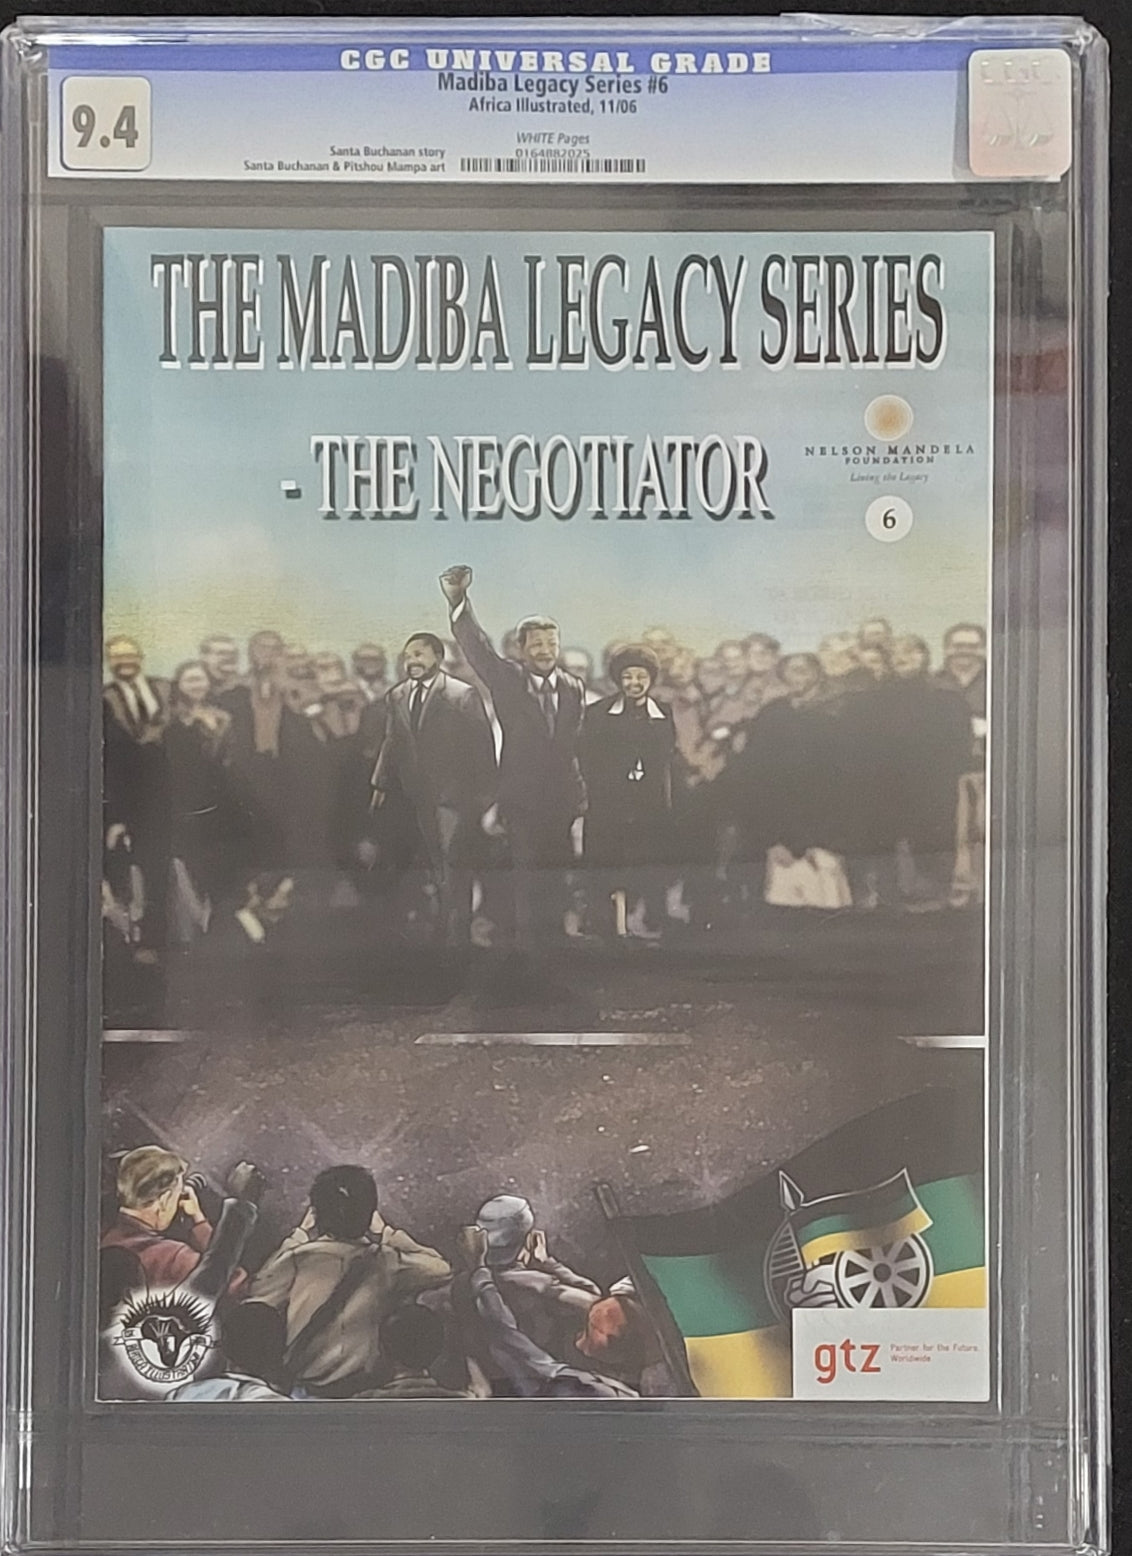 CGC UNIVERSAL GRADE
Madiba Legacy Series #6
Africa Illustrated, 11/06
9.4
WHITE Pages
Santa Buchanan story
0164882025
Santa Buchanan & Pitshou Mampa art
THE MADIBA LEGACY SERIES
- THE NEGOTIATOR
NELSON MANDELA
FOUNDATION
Living the Legacy
6
gtz
Partner for the Future.
Worldwide